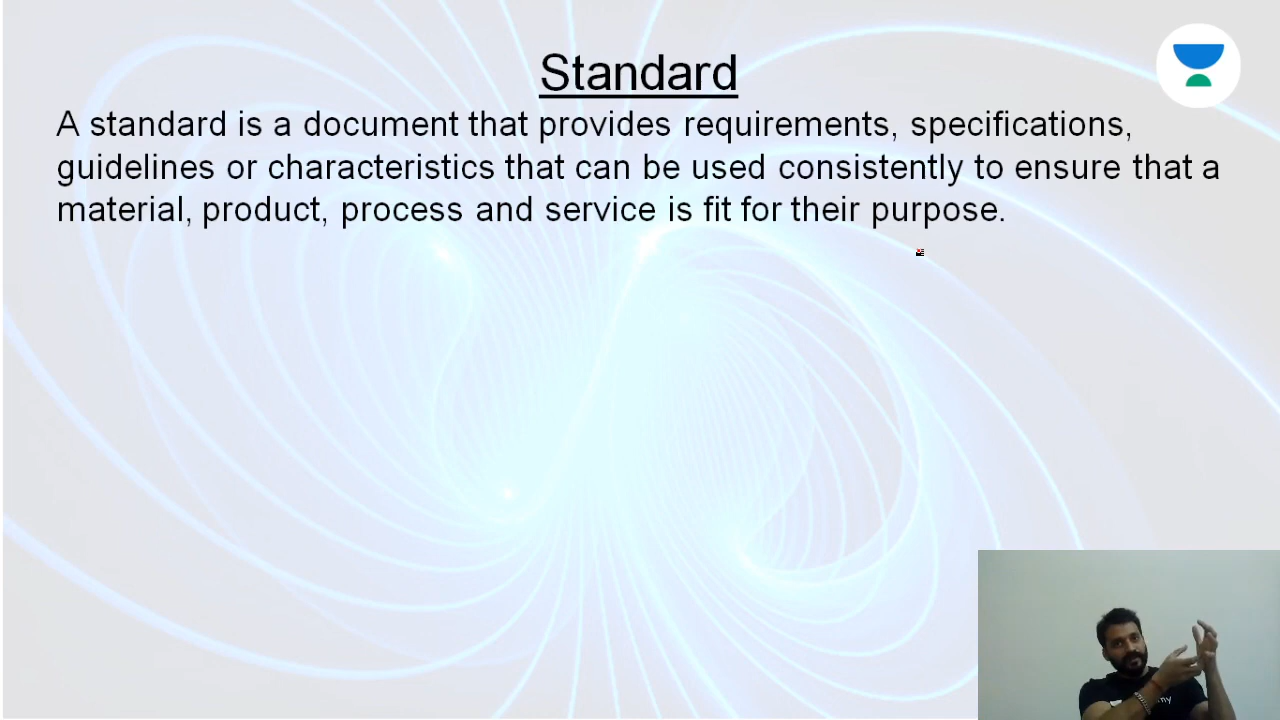 Standard
A standard is a document that provides requirements, specifications,
guidelines or characteristics that can be used consistently to ensure that a
material, product, process and service is fit for their purpose.